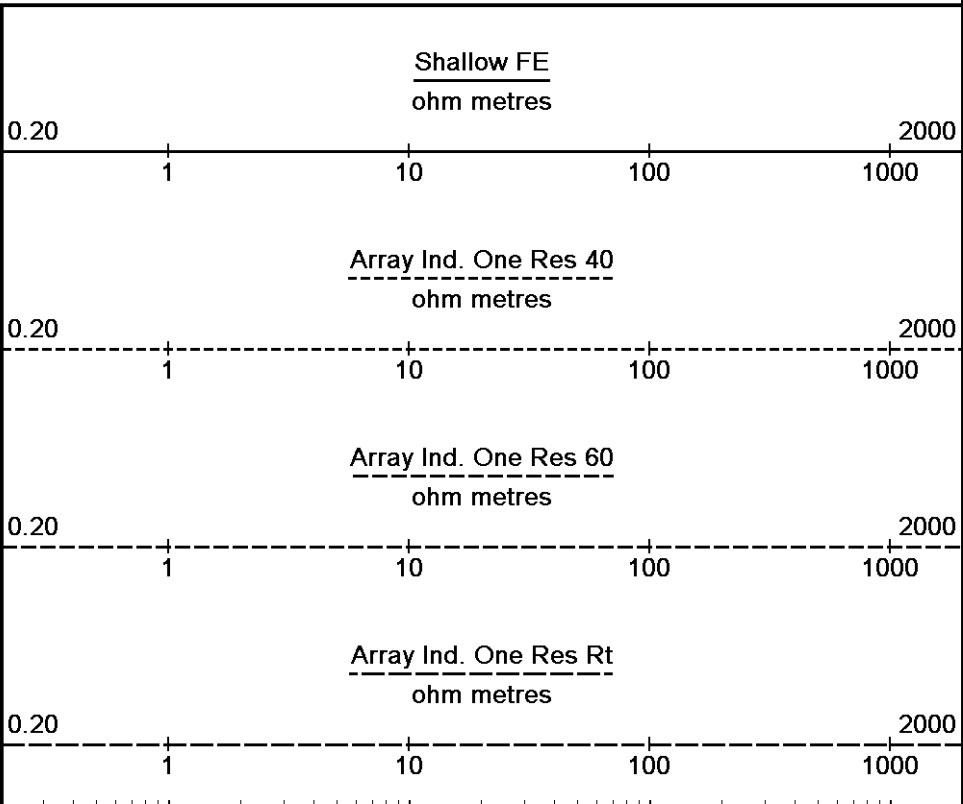 Shallow FE
ohm metres
0.20 2000
1 10 100 1000
Array Ind. One Res 40
ohm metres
0.20 2000
1 10 100 1000
Array Ind. One Res 60
ohm metres
0.20 2000
1 10 100 1000
Array Ind. One Res Rt
ohm metres
0.20 2000
1 10 100 1000